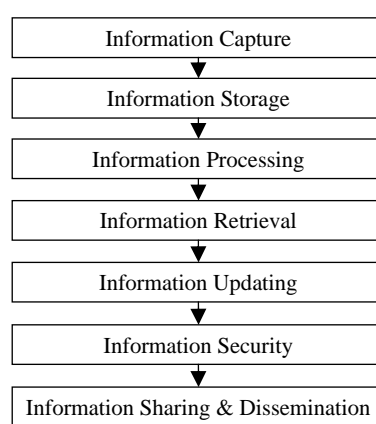 Information Capture
Information Storage
Information Processing
Information Retrieval
Information Updating
Information Security
Information Sharing & Dissemination